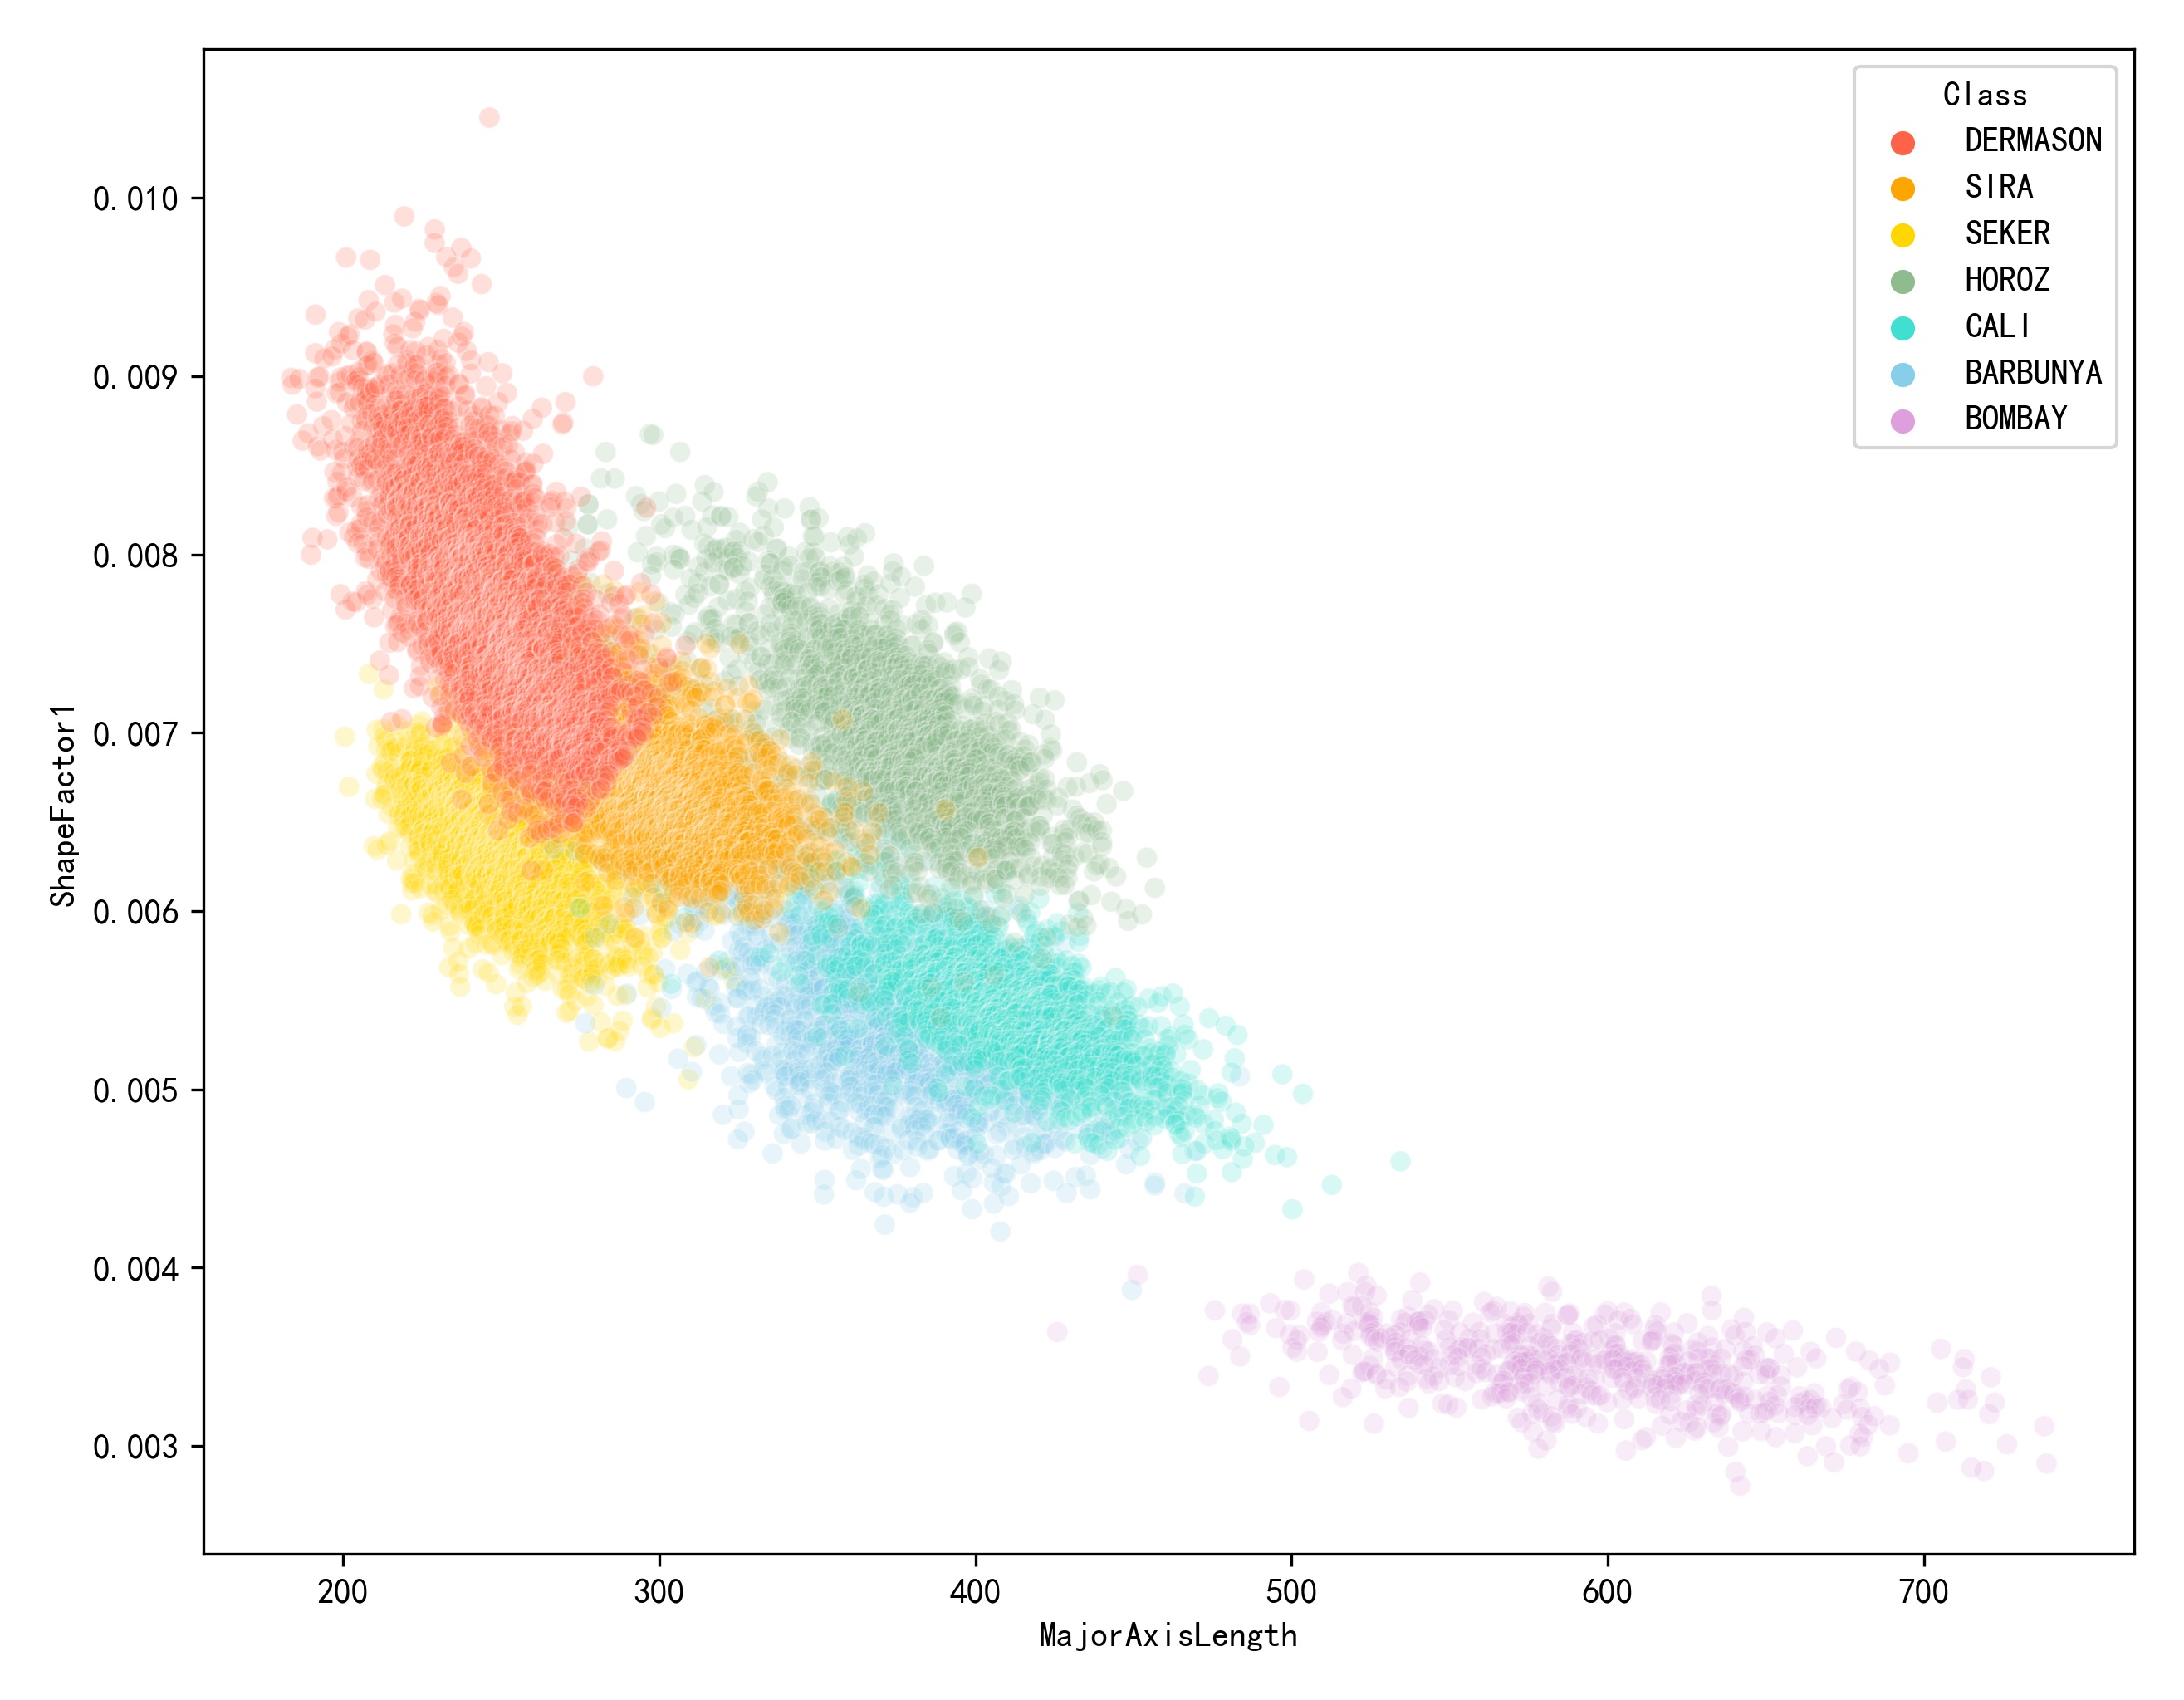 Class
DERMASON
SIRA
SEKER
HOROZ
CALI
BARBUNYA
BOMBAY
ShapeFactor1
0.010
0.009
0.008
0.007
0.006
0.005
0.004
0.003
200 300 400 500 600 700
MajorAxisLength